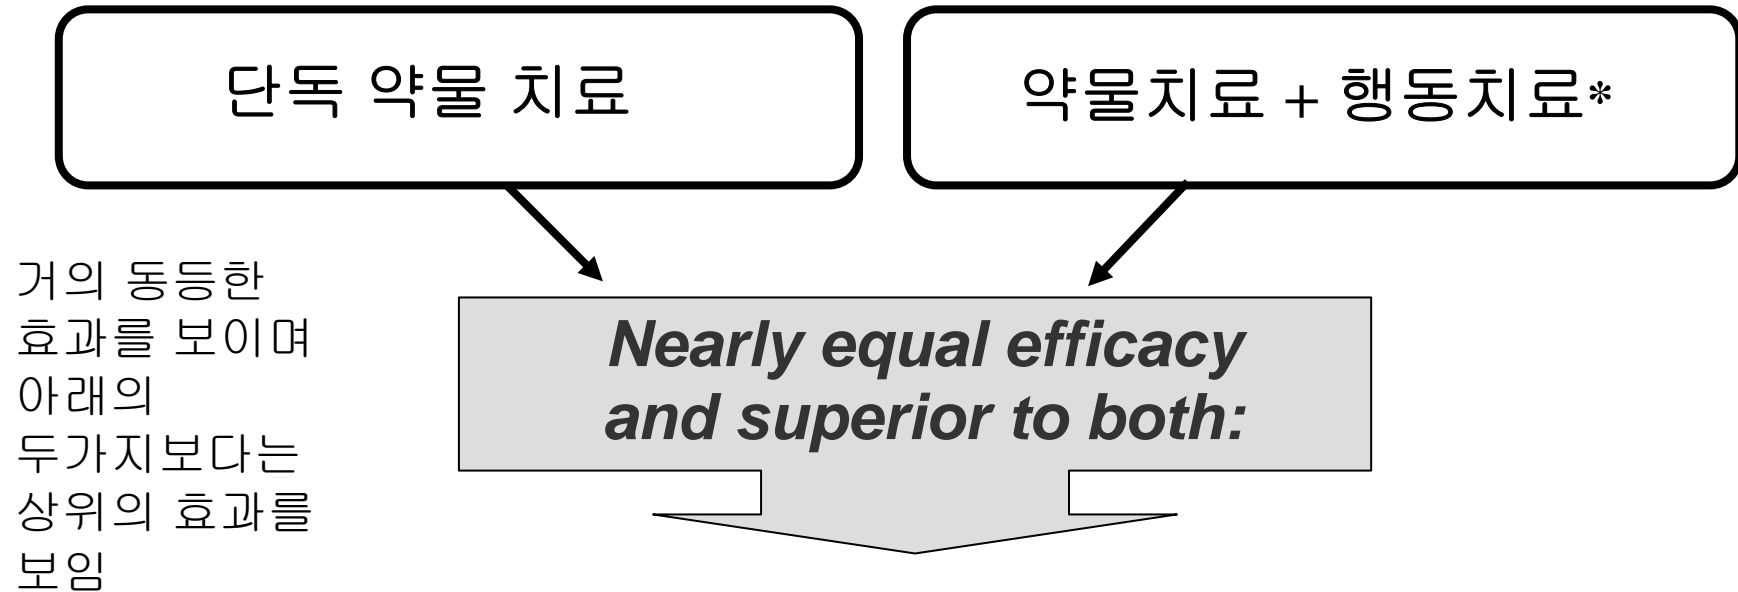 단독 약물 치료
약물치료 + 행동치료*
거의 동등한
효과를 보이며
아래의
두가지보다는
상위의 효과를
보임
Nearly equal efficacy
and superior to both: